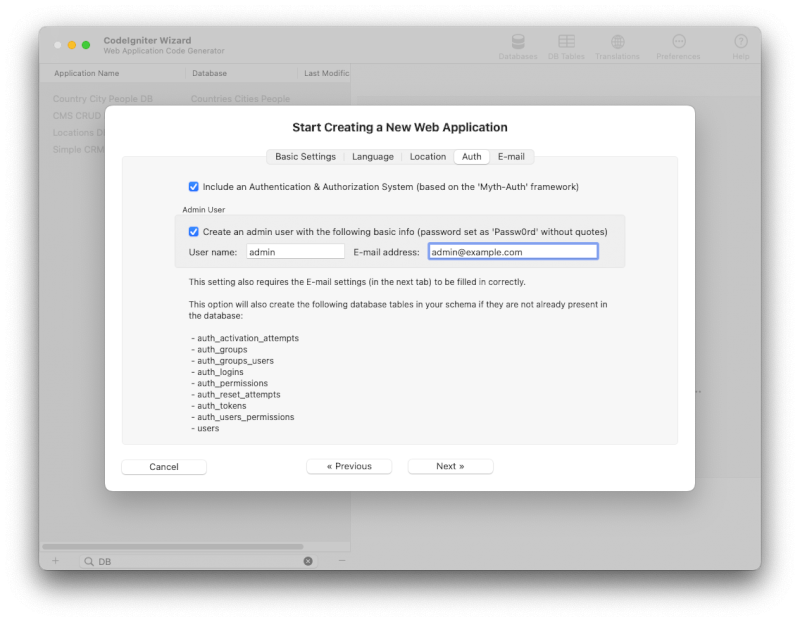 CodeIgniter Wizard
Web Application Code Generator
Databases DB Tables Translations Preferences Help
Application Name Database Last Modific
Country City People DB Countries Cities People
CMS CRUD
Locations D
Simple CRM
Start Creating a New Web Application
Basic Settings Language Location Auth E-mail
Include an Authentication & Authorization System (based on the 'Myth-Auth' framework)
Admin User
Create an admin user with the following basic info (password set as 'Passw0rd' without quotes)
User name: admin E-mail address: admin@example.com
This setting also requires the E-mail settings (in the next tab) to be filled in correctly.
This option will also create the following database tables in your schema if they are not already present in
the database:
- auth_activation_attempts
- auth_groups
- auth_groups_users
- auth_logins
- auth_permissions
- auth_reset_attempts
- auth_tokens
- auth_users_permissions
- users
Cancel « Previous Next »
DB